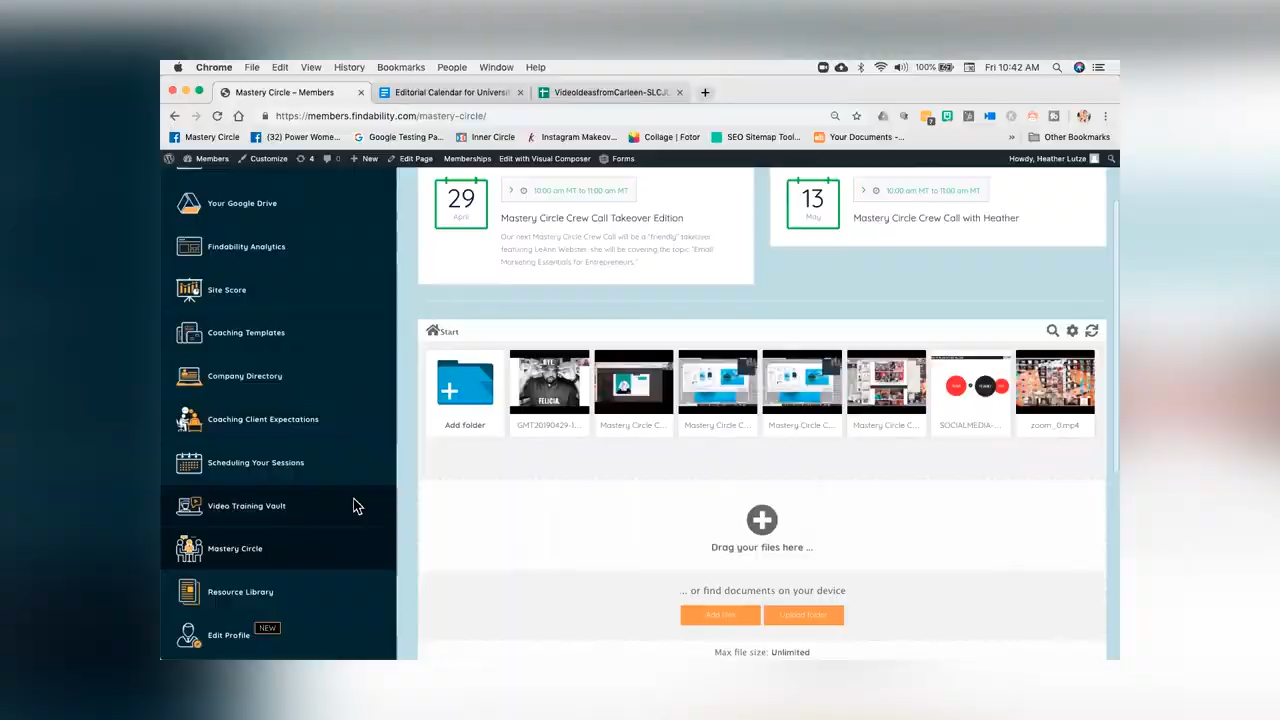 Chrome File Edit View History Bookmarks People Window Help 100% Fri 10:42 AM
Mastery Circle – Members Editorial Calendar for Universi VideoIdeasfromCarleen-SLCJL
https://members.findability.com/mastery-circle/
Mastery Circle (32) Power Wome... Google Testing Pa... Inner Circle Instagram Makeov... Collage | Fotor SEO Sitemap Tool... Your Documents -... » Other Bookmarks
Members Customize 4 0 New Edit Page Memberships Edit with Visual Composer Forms Howdy, Heather Lutze
Your Google Drive
Findability Analytics
Site Score
Coaching Templates
Company Directory
Coaching Client Expectations
Scheduling Your Sessions
Video Training Vault
Mastery Circle
Resource Library
Edit Profile NEW
29
April
10:00 am MT to 11:00 am MT
Mastery Circle Crew Call Takeover Edition
Our next Mastery Circle Crew Call will be a "friendly" takeover
featuring LeAnn Webster, she will be covering the topic "Email
Marketing Essentials for Entrepreneurs."
13
May
10:00 am MT to 11:00 am MT
Mastery Circle Crew Call with Heather
Start
BYE
FELICIA.
Add folder GMT20190429-1... Mastery Circle C... Mastery Circle C... Mastery Circle C... Mastery Circle C... SOCIALMEDIA-... zoom_0.mp4
Drag your files here ...
... or find documents on your device
Add files Upload folder
Max file size: Unlimited